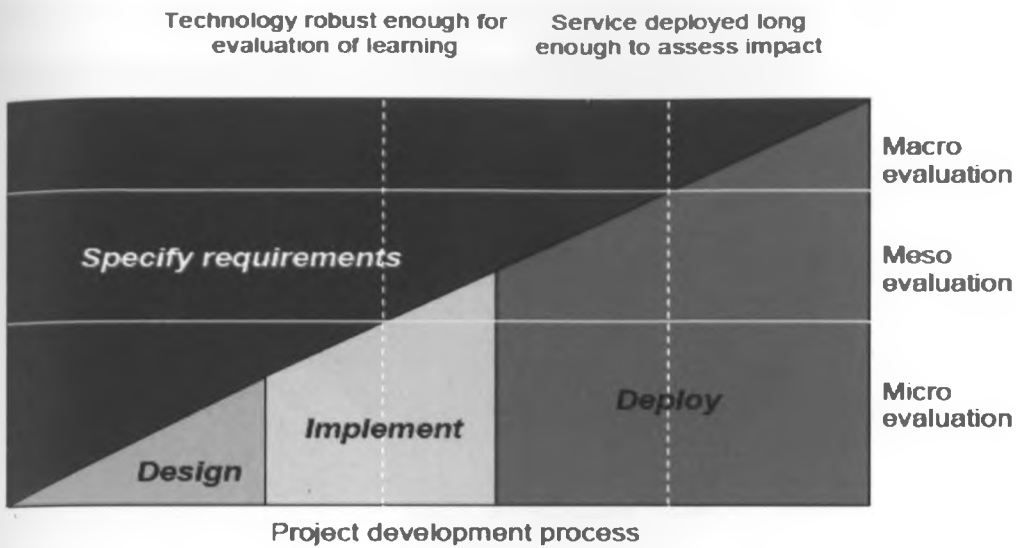 Technology robust enough for
evaluation of learning
Service deployed long
enough to assess impact
Macro
evaluation
Specify requirements
Meso
evaluation
Deploy
Micro
evaluation
Implement
Design
Project development process